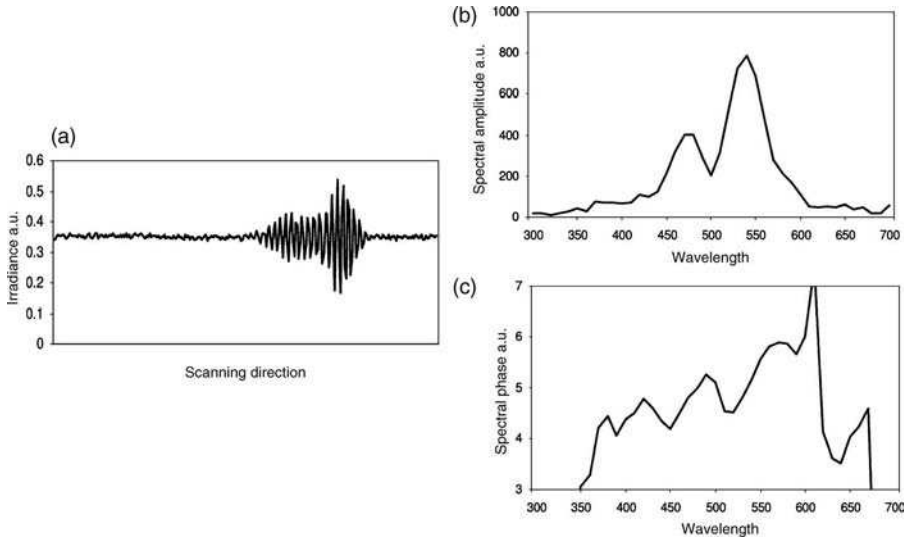 (a)
Irradiance a.u.
0.6
0.5
0.4
0.3
0.2
0.1
0
Scanning direction
(b)
Spectral amplitude a.u.
1000
800
600
400
200
0
300 350 400 450 500 550 600 650 700
Wavelength
(c)
Spectral phase a.u.
7
6
5
4
3
300 350 400 450 500 550 600 650 700
Wavelength